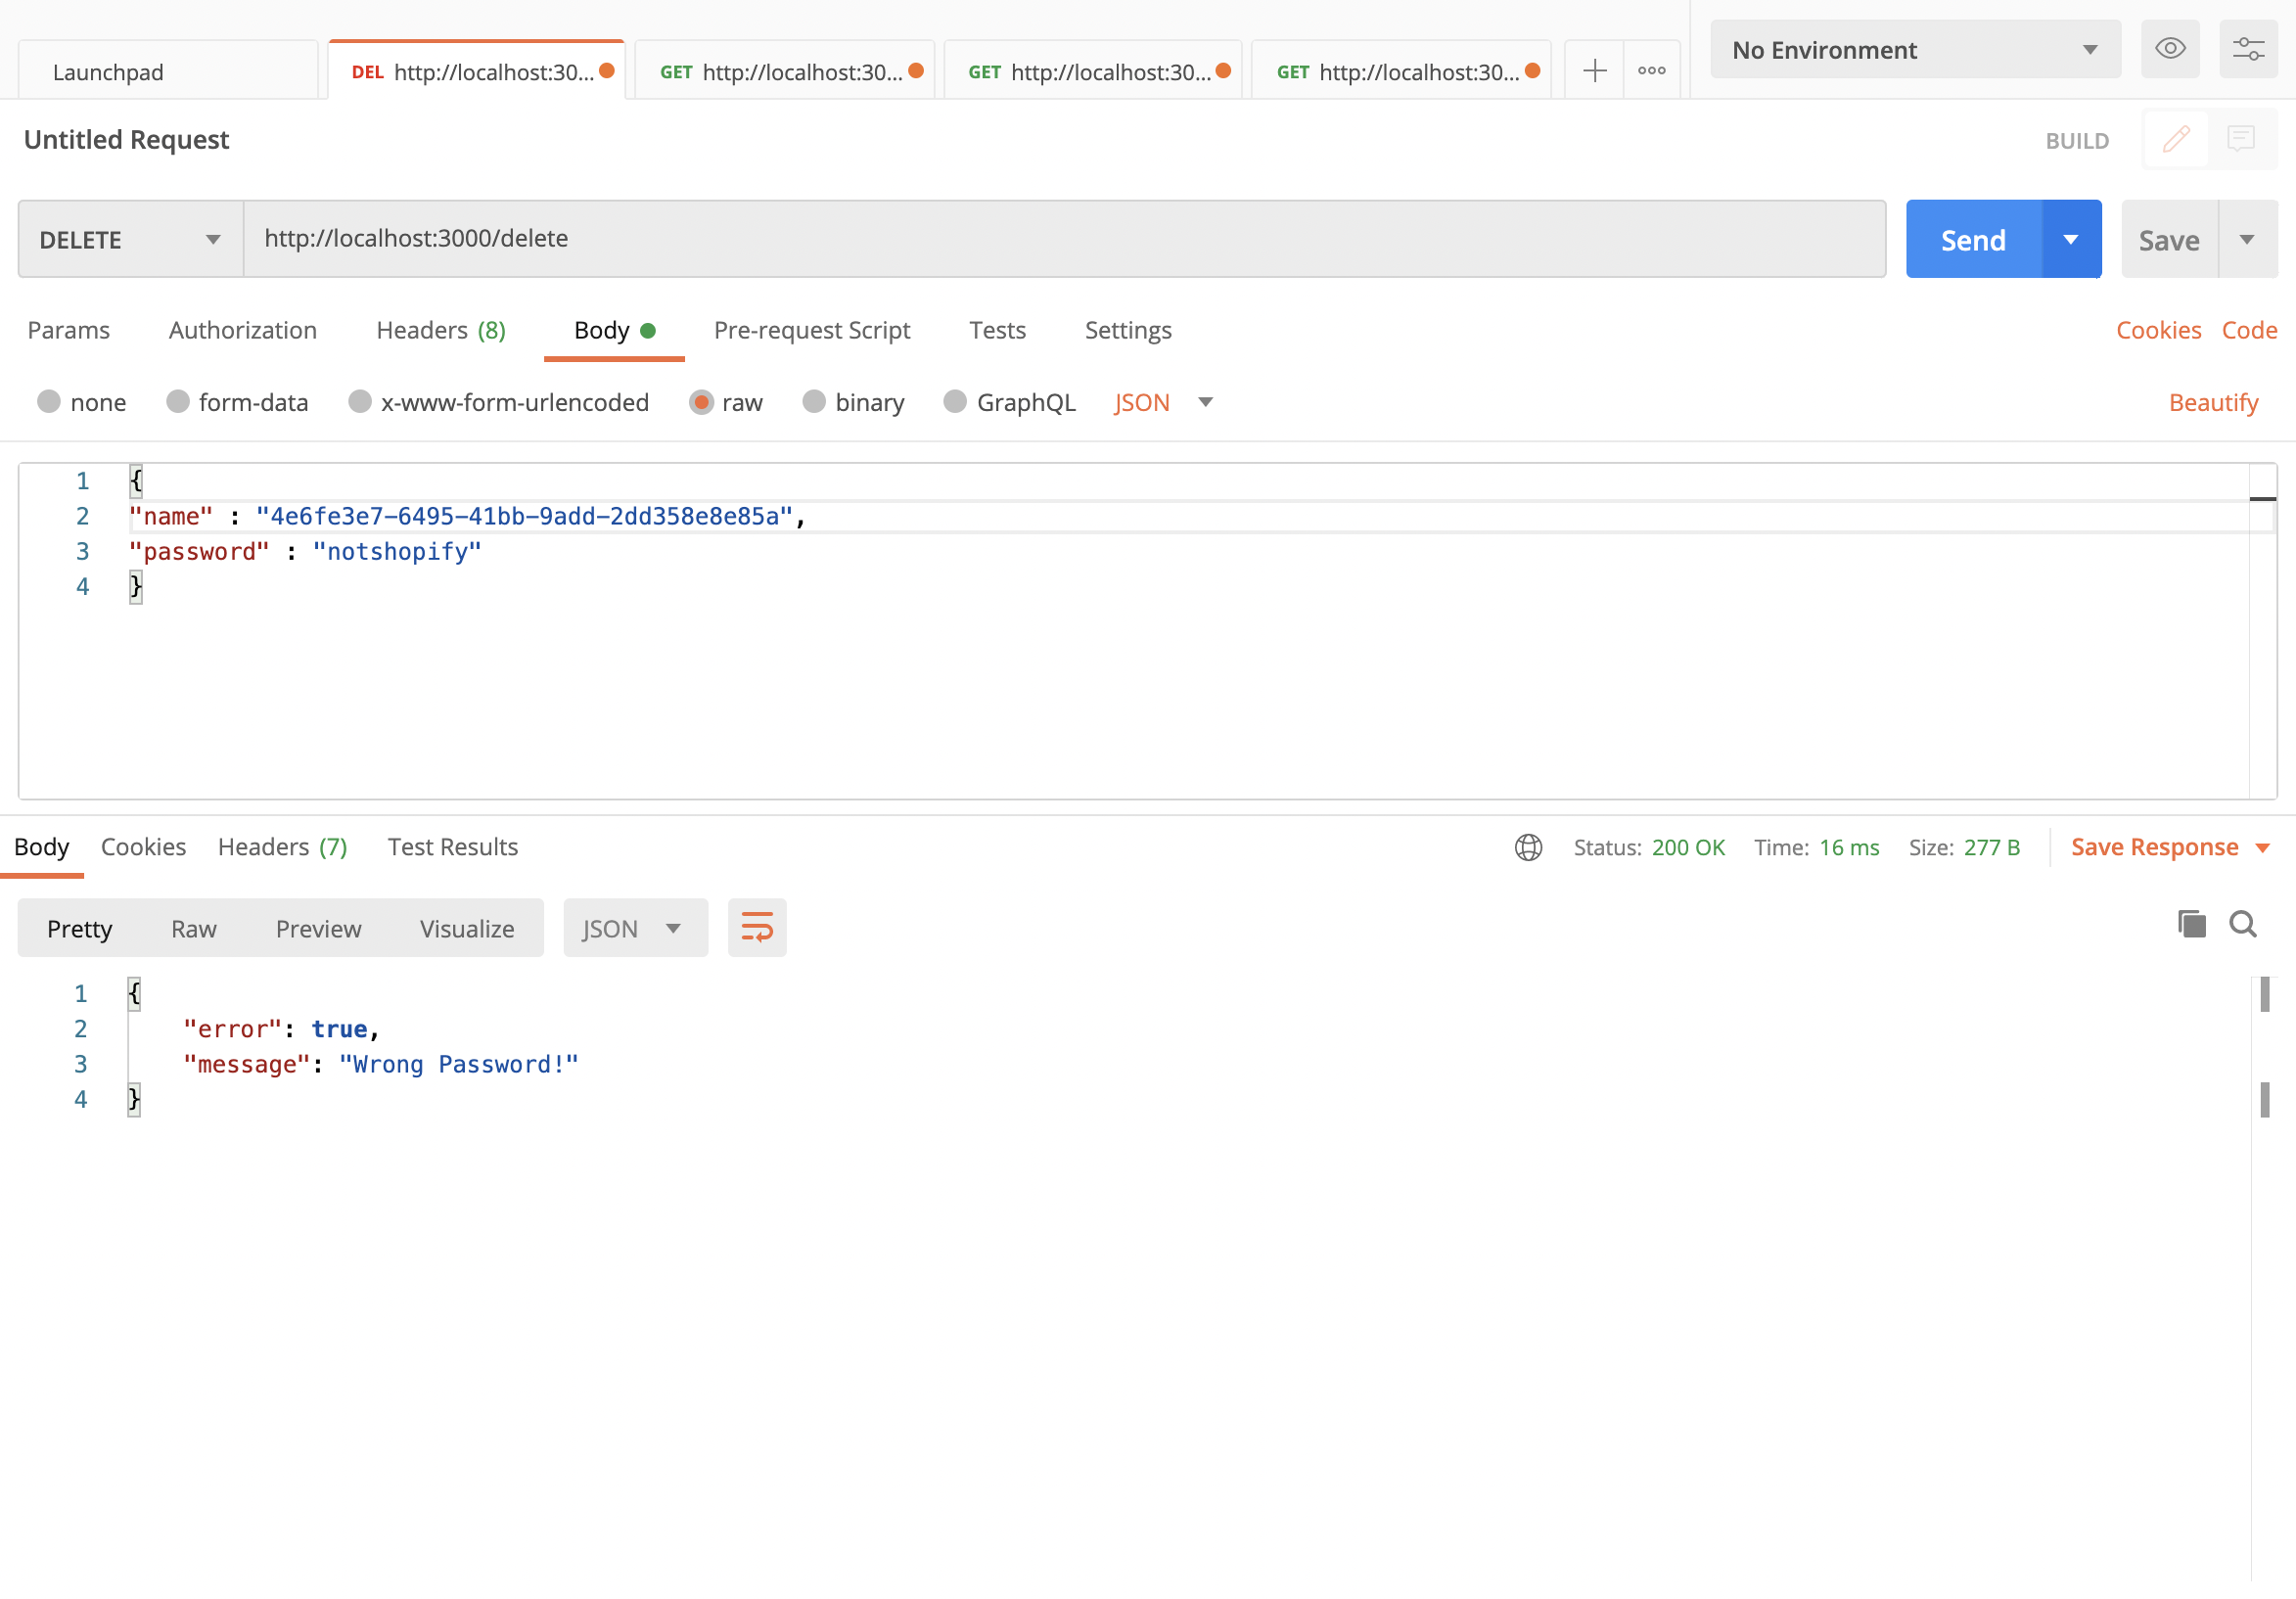 Launchpad
DEL http://localhost:30...
GET http://localhost:30...
GET http://localhost:30...
GET http://localhost:30...
No Environment
Untitled Request
BUILD
DELETE
http://localhost:3000/delete
Send
Save
Params Authorization Headers (8) Body Pre-request Script Tests Settings Cookies Code
none form-data x-www-form-urlencoded raw binary GraphQL JSON Beautify
1 {
2 "name" : "4e6fe3e7-6495-41bb-9add-2dd358e8e85a",
3 "password" : "notshopify"
4 }
Body Cookies Headers (7) Test Results Status: 200 OK Time: 16 ms Size: 277 B Save Response
Pretty Raw Preview Visualize JSON
1 {
2 "error": true,
3 "message": "Wrong Password!"
4 }